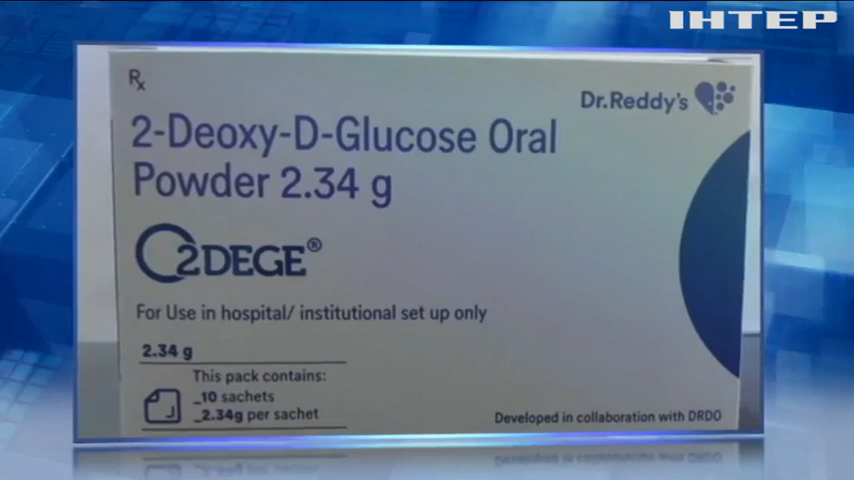 ІНТЕР
Rx
Dr.Reddy's
2-Deoxy-D-Glucose Oral
Powder 2.34 g
2DEGE®
For Use in hospital/ institutional set up only
2.34 g
This pack contains:
_10 sachets
_2.34g per sachet
Developed in collaboration with DRDO